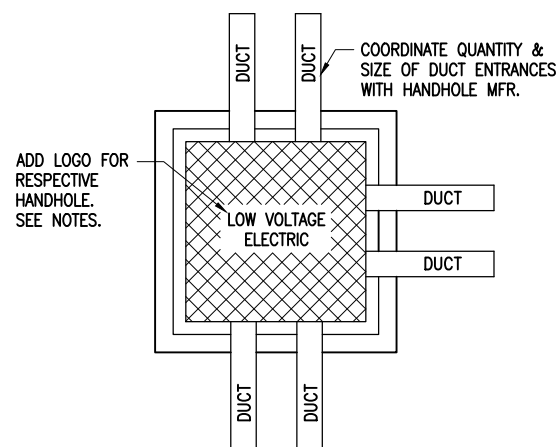 DUCT
DUCT
COORDINATE QUANTITY &
SIZE OF DUCT ENTRANCES
WITH HANDHOLE MFR.
ADD LOGO FOR
RESPECTIVE
HANDHOLE.
SEE NOTES.
LOW VOLTAGE
ELECTRIC
DUCT
DUCT
DUCT
DUCT